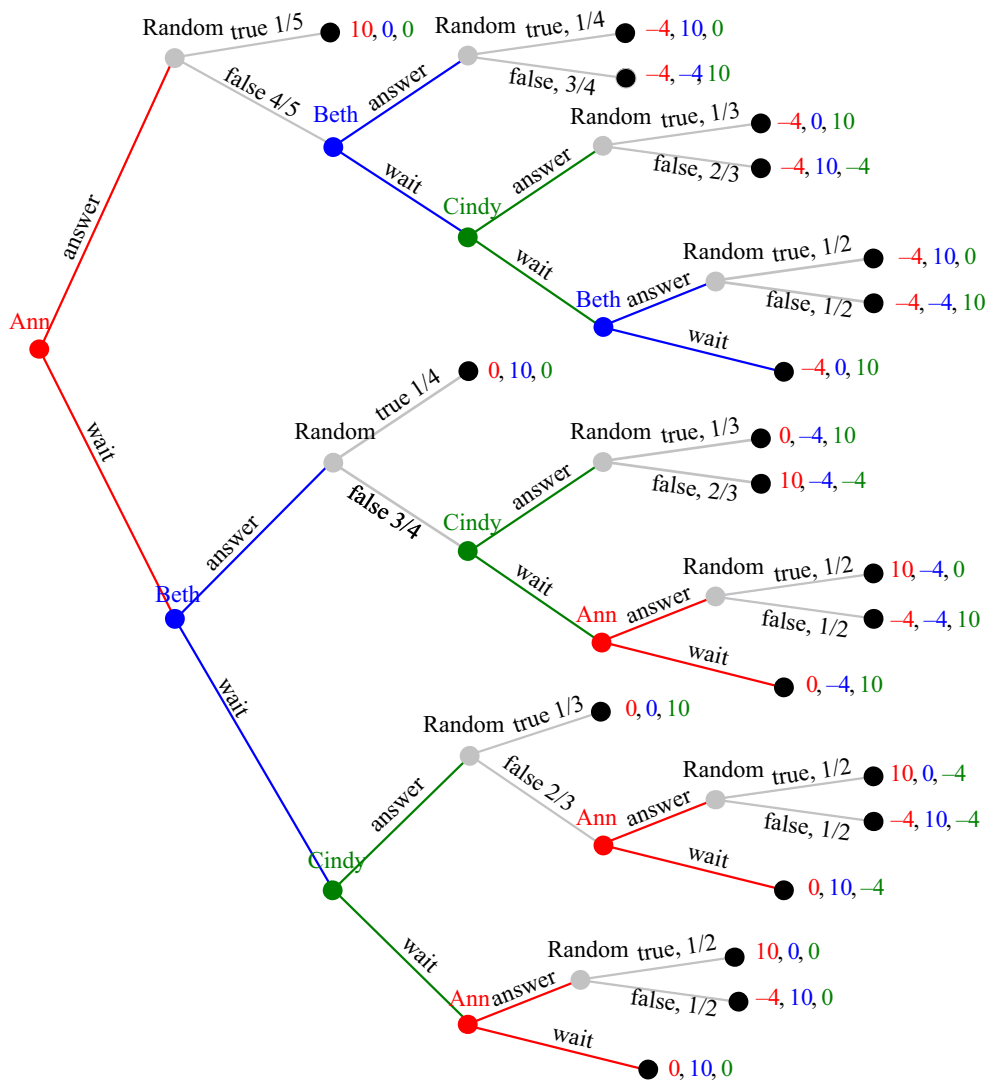 Random true 1/5 10, 0, 0
Random true, 1/4 –4, 10, 0
answer
false 4/5
answer
false, 3/4 –4, –4 10
Beth
Random true, 1/3 –4, 0, 10
wait
answer
false, 2/3 –4, 10, –4
Cindy
wait
Random true, 1/2 –4, 10, 0
Beth
answer
false, 1/2 –4, –4, 10
wait
–4, 0, 10
Ann
wait
true 1/4 0, 10, 0
Random
false 3/4
answer
Random true, 1/3 0, –4, 10
answer
false, 2/3 10, –4, –4
Cindy
wait
Random true, 1/2 10, –4, 0
Ann
answer
false, 1/2 –4, –4, 10
wait
0, –4, 10
Beth
wait
Random true 1/3 0, 0, 10
answer
false 2/3
Random true, 1/2 10, 0, –4
Ann
answer
false, 1/2 –4, 10, –4
wait
0, 10, –4
Cindy
wait
Random true, 1/2 10, 0, 0
Ann
answer
false, 1/2 –4, 10, 0
wait
0, 10, 0